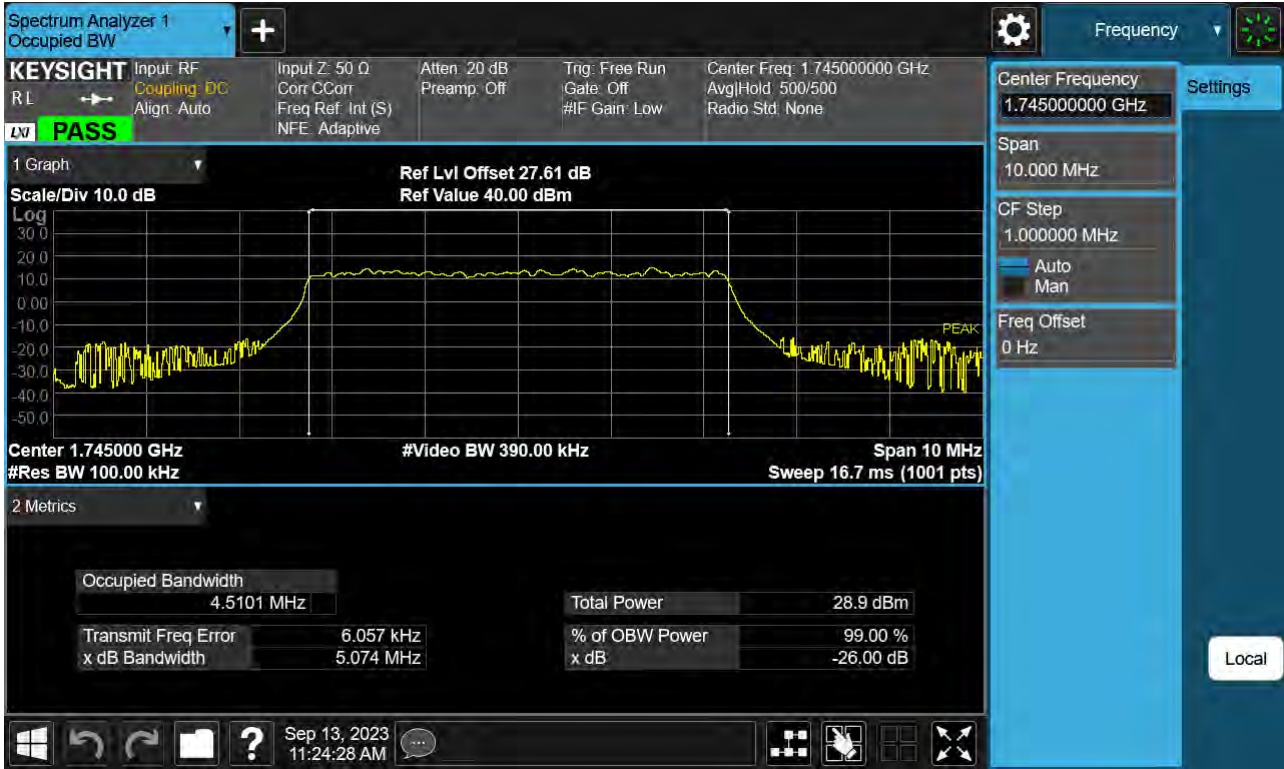 Spectrum Analyzer 1
Occupied BW
Frequency
KEYSIGHT
RL
LXI
PASS
Input: RF
Coupling: DC
Align: Auto
Input Z: 50 Ω
Corr CCorr
Freq Ref: Int (S)
NFE: Adaptive
Atten: 20 dB
Preamp: Off
Trig: Free Run
Gate: Off
#IF Gain: Low
Center Freq: 1.745000000 GHz
Avg|Hold: 500/500
Radio Std: None
1 Graph
Scale/Div 10.0 dB
Ref Lvl Offset 27.61 dB
Ref Value 40.00 dBm
Log
30.0
20.0
10.0
0.00
-10.0
-20.0
-30.0
-40.0
-50.0
PEAK
Center 1.745000 GHz
#Video BW 390.00 kHz
Span 10 MHz
#Res BW 100.00 kHz
Sweep 16.7 ms (1001 pts)
2 Metrics
Occupied Bandwidth
4.5101 MHz
Total Power 28.9 dBm
Transmit Freq Error 6.057 kHz
% of OBW Power 99.00 %
x dB Bandwidth 5.074 MHz
x dB -26.00 dB
Center Frequency
1.745000000 GHz
Settings
Span
10.000 MHz
CF Step
1.000000 MHz
Auto
Man
Freq Offset
0 Hz
Local
?
Sep 13, 2023
11:24:28 AM